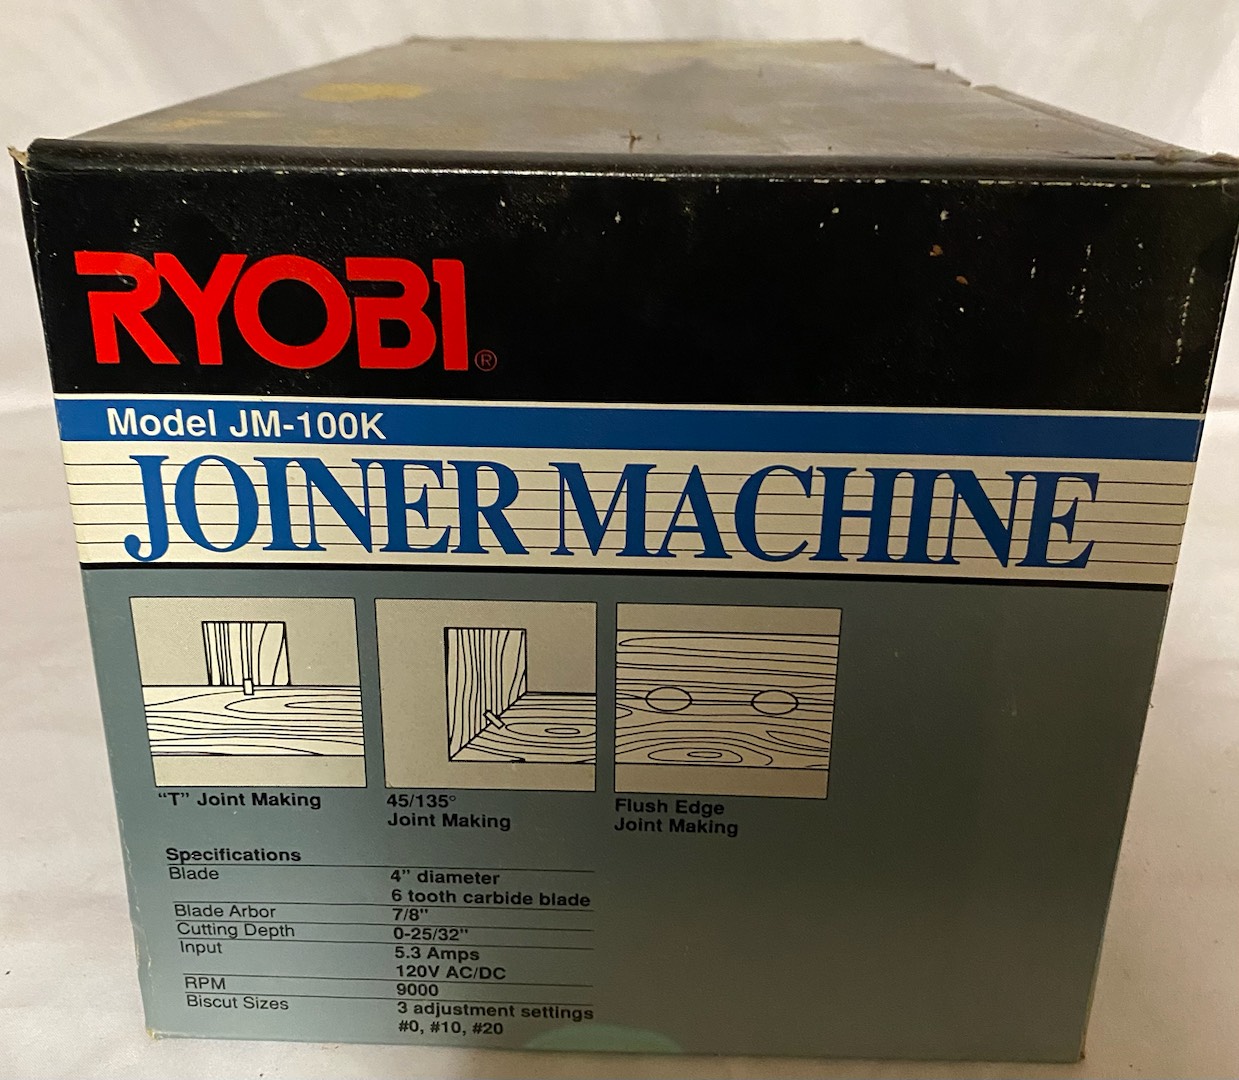 RYOBI®
Model JM-100K
JOINER MACHINE
"T" Joint Making
45/135°
Joint Making
Flush Edge
Joint Making
Specifications
Blade 4" diameter
6 tooth carbide blade
Blade Arbor 7/8"
Cutting Depth 0-25/32"
Input 5.3 Amps
120V AC/DC
RPM 9000
Biscut Sizes 3 adjustment settings
#0, #10, #20